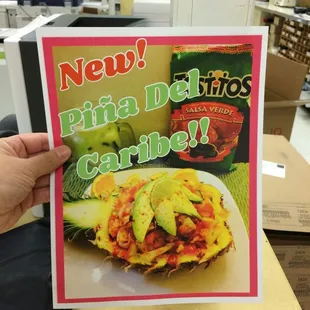 New!
Tostitos
SALSA VERDE
Piña Del
Caribe!!